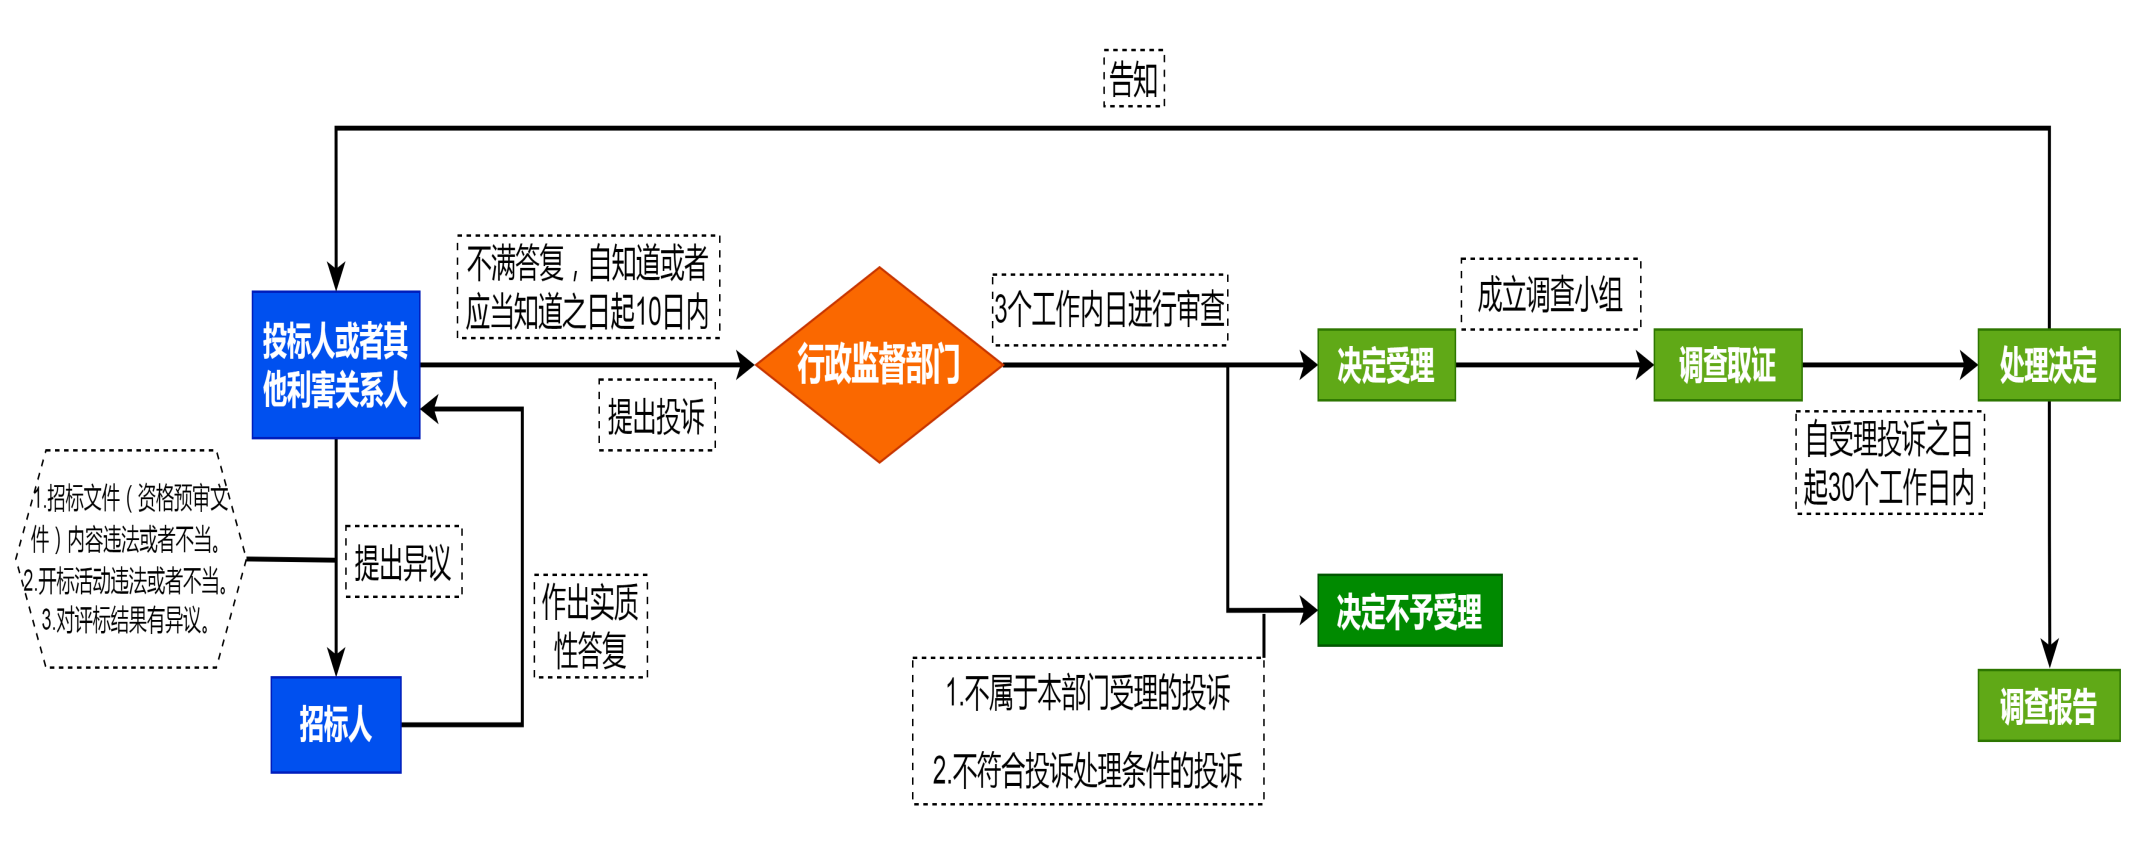 告知
不满答复，自知道或者
应当知道之日起10日内
3个工作内日进行审查
成立调查小组
投标人或者其
他利害关系人
行政监督部门
决定受理
调查取证
处理决定
提出投诉
自受理投诉之日
起30个工作日内
1.招标文件（资格预审文
件）内容违法或者不当。
2.开标活动违法或者不当。
3.对评标结果有异议。
提出异议
作出实质
性答复
决定不予受理
招标人
1.不属于本部门受理的投诉
2.不符合投诉处理条件的投诉
调查报告